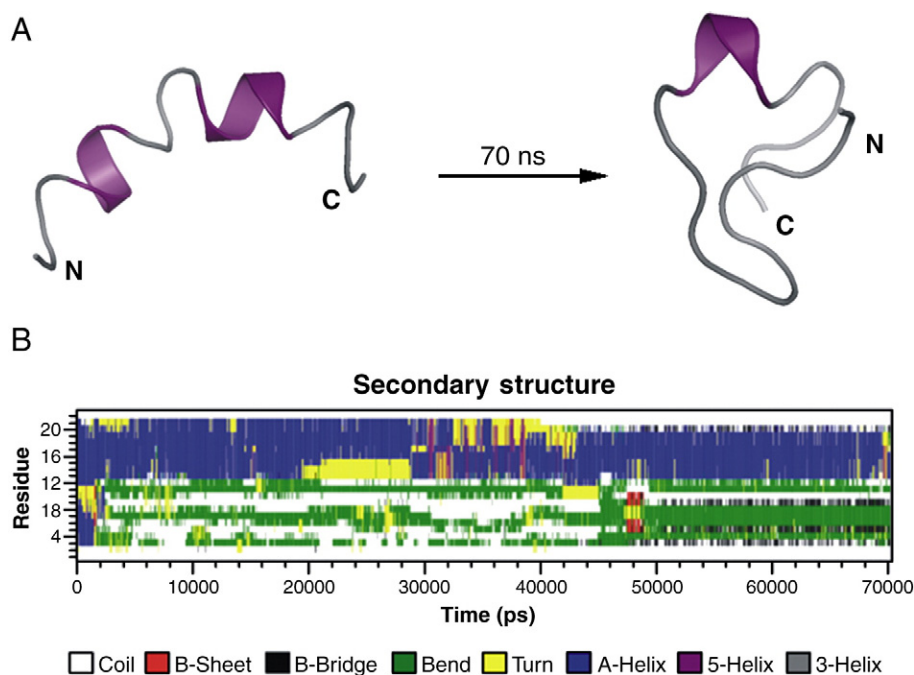 A
70 ns
N
C
N
C
B
Secondary structure
Residue
20
16
12
18
4
0 10000 20000 30000 40000 50000 60000 70000
Time (ps)
Coil B-Sheet B-Bridge Bend Turn A-Helix 5-Helix 3-Helix